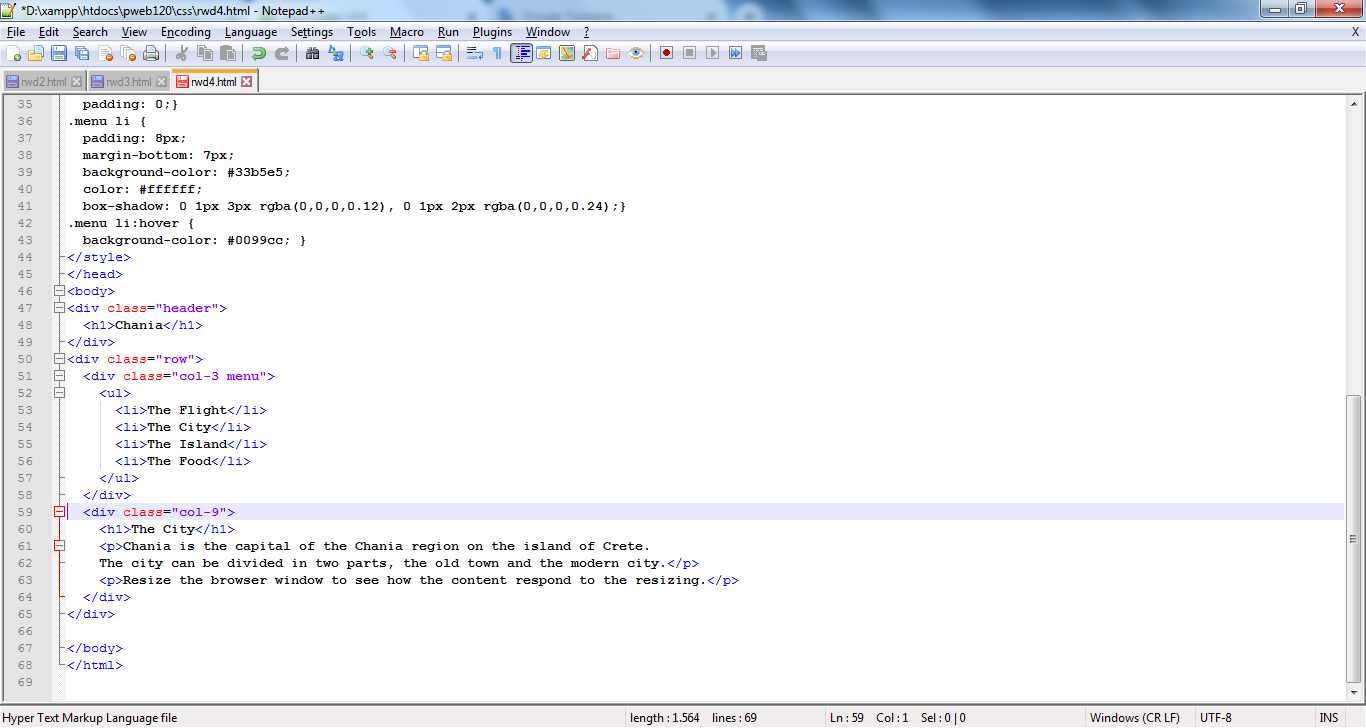 *D:\xampp\htdocs\pweb120\css\rwd4.html - Notepad++
File Edit Search View Encoding Language Settings Tools Macro Run Plugins Window ? X
rwd2.html rwd3.html rwd4.html
35 padding: 0;}
36 .menu li {
37 padding: 8px;
38 margin-bottom: 7px;
39 background-color: #33b5e5;
40 color: #ffffff;
41 box-shadow: 0 1px 3px rgba(0,0,0,0.12), 0 1px 2px rgba(0,0,0,0.24);}
42 .menu li:hover {
43 background-color: #0099cc; }
44 </style>
45 </head>
46 <body>
47 <div class="header">
48 <h1>Chania</h1>
49 </div>
50 <div class="row">
51 <div class="col-3 menu">
52 <ul>
53 <li>The Flight</li>
54 <li>The City</li>
55 <li>The Island</li>
56 <li>The Food</li>
57 </ul>
58 </div>
59 <div class="col-9">
60 <h1>The City</h1>
61 <p>Chania is the capital of the Chania region on the island of Crete.
62 The city can be divided in two parts, the old town and the modern city.</p>
63 <p>Resize the browser window to see how the content respond to the resizing.</p>
64 </div>
65 </div>
66
67 </body>
68 </html>
69
Hyper Text Markup Language file length : 1.564 lines : 69 Ln : 59 Col : 1 Sel : 0 | 0 Windows (CR LF) UTF-8 INS